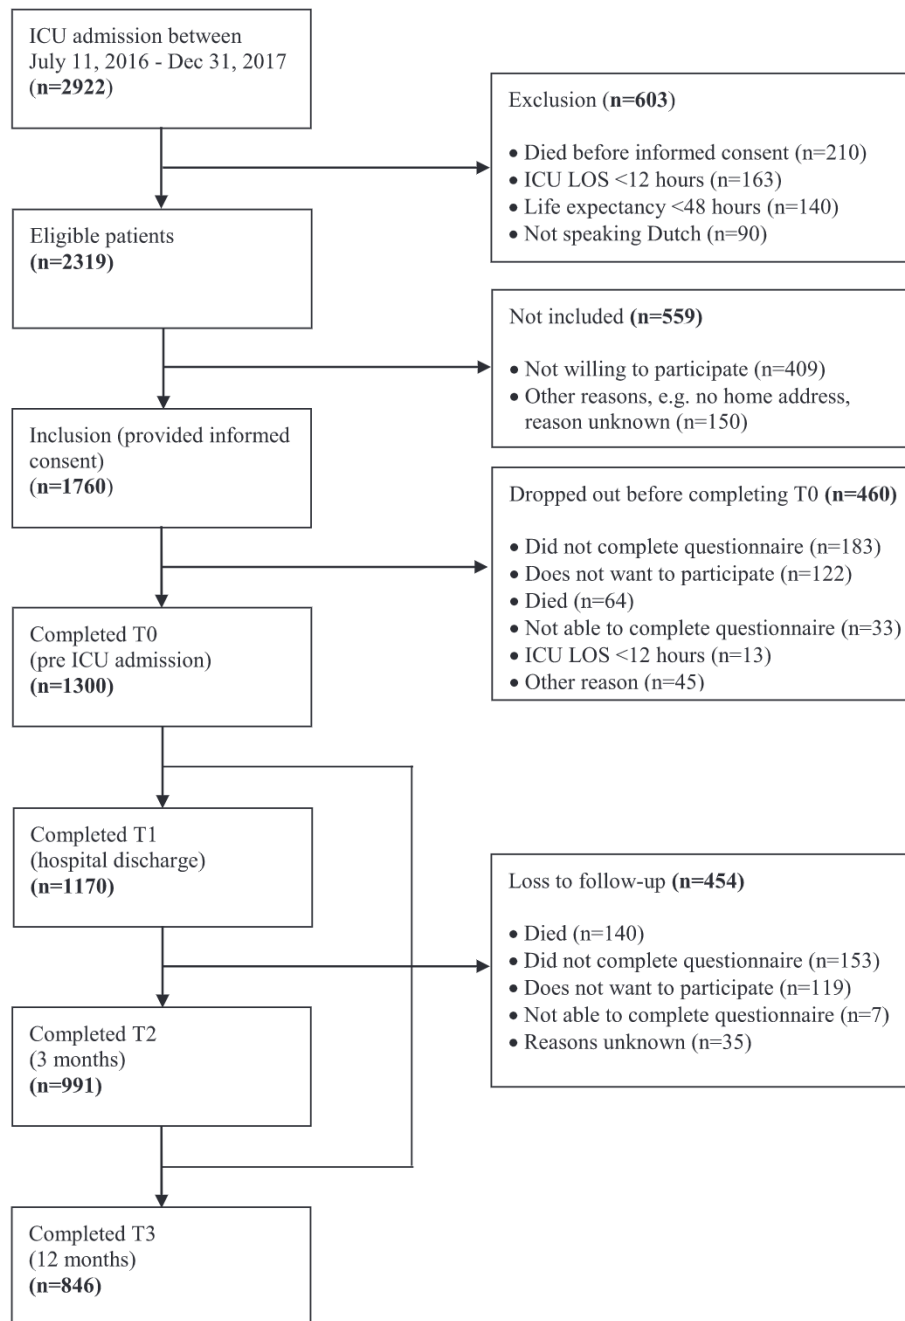 ICU admission between
July 11, 2016 - Dec 31, 2017
(n=2922)
Exclusion (n=603)
• Died before informed consent (n=210)
• ICU LOS <12 hours (n=163)
• Life expectancy <48 hours (n=140)
• Not speaking Dutch (n=90)
Eligible patients
(n=2319)
Not included (n=559)
• Not willing to participate (n=409)
• Other reasons, e.g. no home address,
reason unknown (n=150)
Inclusion (provided informed
consent)
(n=1760)
Dropped out before completing T0 (n=460)
• Did not complete questionnaire (n=183)
• Does not want to participate (n=122)
• Died (n=64)
• Not able to complete questionnaire (n=33)
• ICU LOS <12 hours (n=13)
• Other reason (n=45)
Completed T0
(pre ICU admission)
(n=1300)
Completed T1
(hospital discharge)
(n=1170)
Loss to follow-up (n=454)
• Died (n=140)
• Did not complete questionnaire (n=153)
• Does not want to participate (n=119)
• Not able to complete questionnaire (n=7)
• Reasons unknown (n=35)
Completed T2
(3 months)
(n=991)
Completed T3
(12 months)
(n=846)